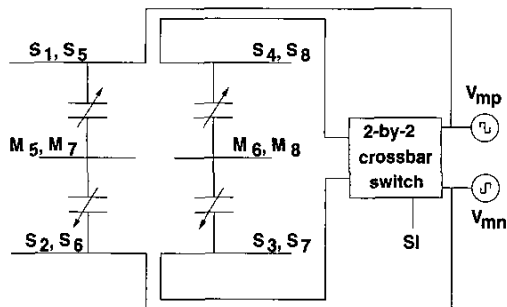 S1, S5
S4, S8
Vmp
2-by-2
crossbar
switch
M5, M7
M6, M8
S2, S6
S3, S7
SI
Vmn